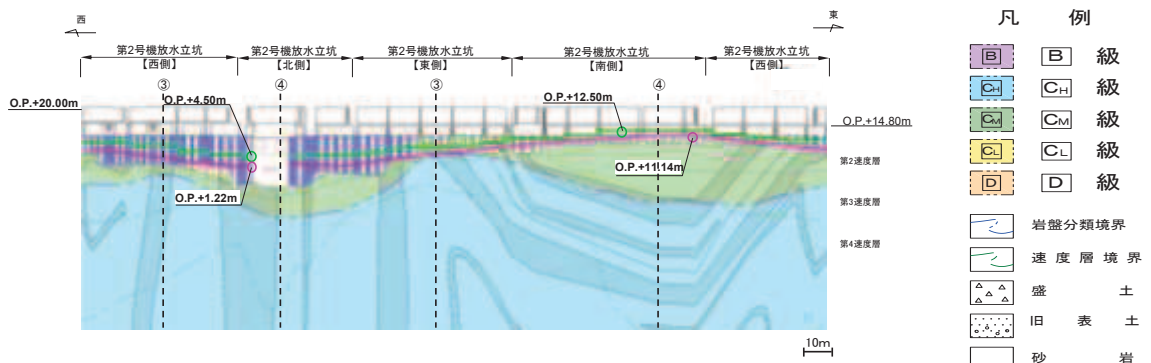 西
東
第2号機放水立坑
【西側】
第2号機放水立坑
【北側】
第2号機放水立坑
【東側】
第2号機放水立坑
【南側】
第2号機放水立坑
【西側】
③
④
③
④
O.P.+20.00m
O.P.+4.50m
O.P.+12.50m
O.P.+14.80m
O.P.+11.14m
O.P.+1.22m
第2速度層
第3速度層
第4速度層
10m
凡 例
B B 級
CH CH 級
CM CM 級
CL CL 級
D D 級
岩盤分類境界
速度層境界
盛土
旧表土
砂岩